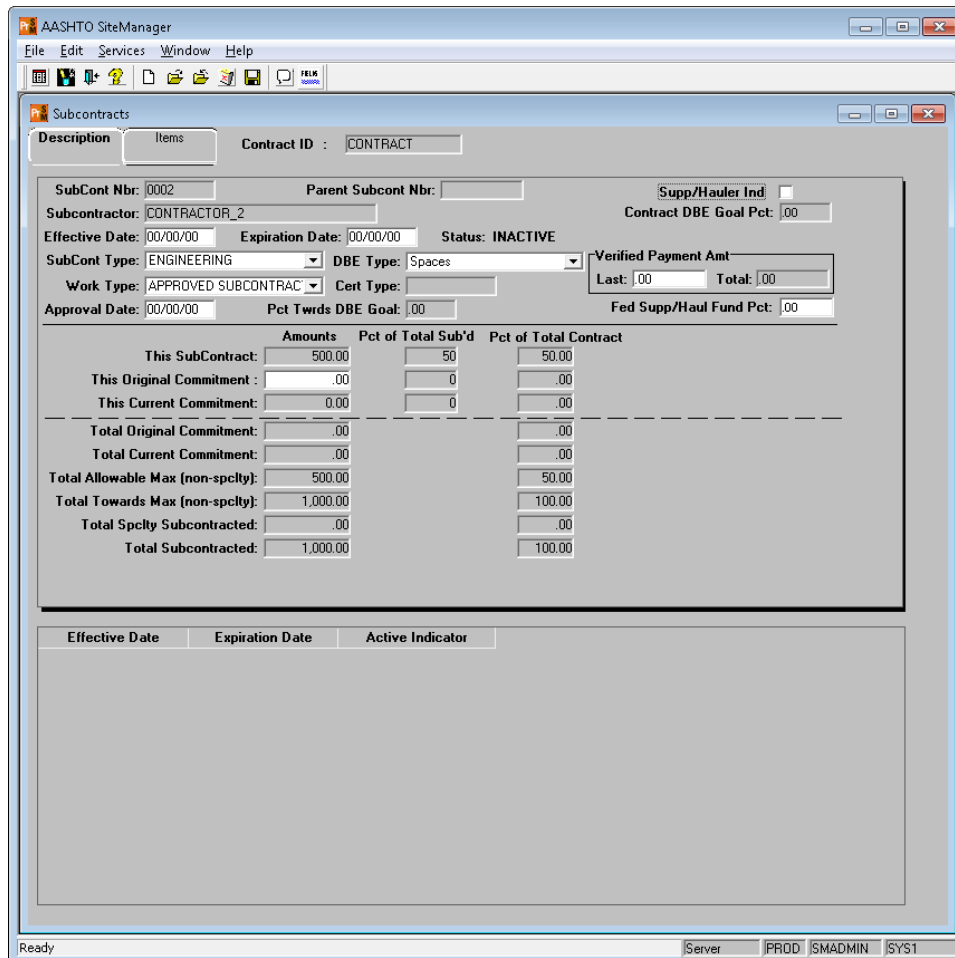 AASHTO SiteManager
File Edit Services Window Help
FELIG
Subcontracts
Description Items Contract ID : CONTRACT
SubCont Nbr: 0002 Parent Subcont Nbr: Supp/Hauler Ind
Subcontractor: CONTRACTOR_2 Contract DBE Goal Pct: .00
Effective Date: 00/00/00 Expiration Date: 00/00/00 Status: INACTIVE
SubCont Type: ENGINEERING DBE Type: Spaces Verified Payment Amt
Last: .00 Total: .00
Work Type: APPROVED SUBCONTRAC Cert Type:
Approval Date: 00/00/00 Pct Twrds DBE Goal: .00 Fed Supp/Haul Fund Pct: .00
Amounts Pct of Total Sub'd Pct of Total Contract
This SubContract: 500.00 50 50.00
This Original Commitment : .00 0 .00
This Current Commitment: 0.00 0 .00
Total Original Commitment: .00 .00
Total Current Commitment: .00 .00
Total Allowable Max (non-spclty): 500.00 50.00
Total Towards Max (non-spclty): 1,000.00 100.00
Total Spclty Subcontracted: .00 .00
Total Subcontracted: 1,000.00 100.00
Effective Date Expiration Date Active Indicator
Ready Server PROD SMADMIN SYS1